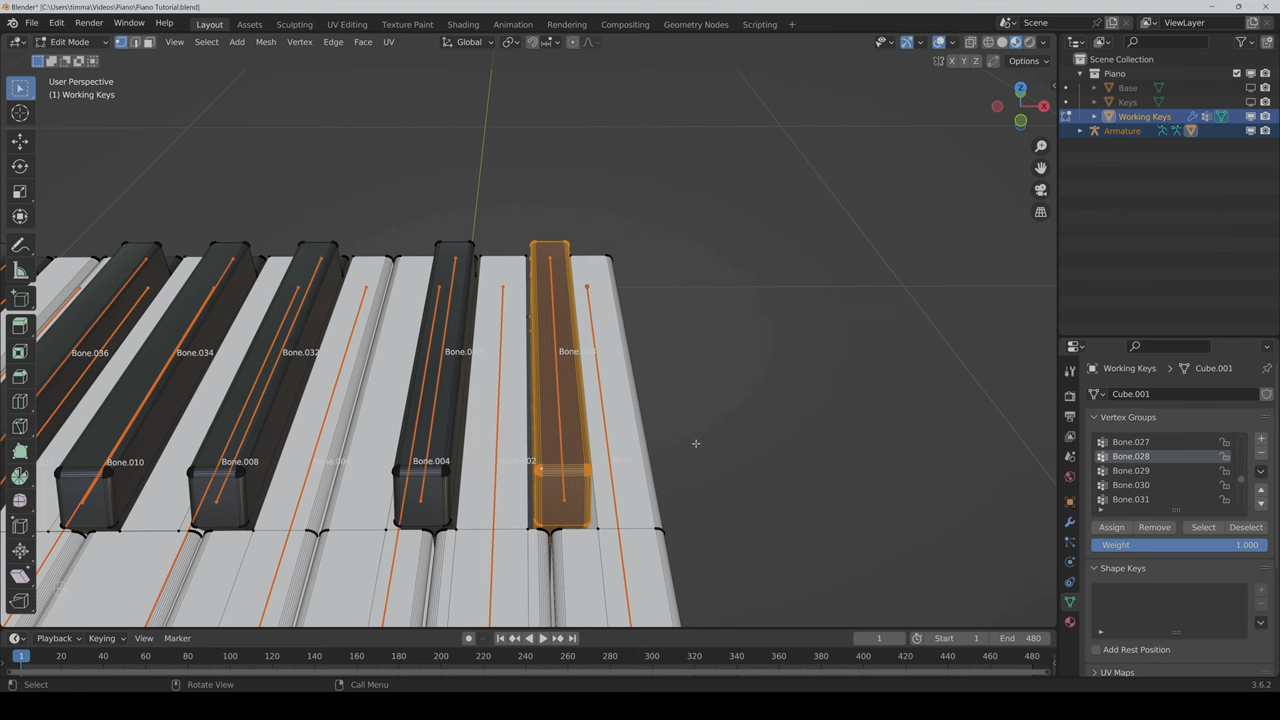 Blender* [C:\Users\timma\Videos\Piano\Piano Tutorial.blend]
File Edit Render Window Help Layout Modeling Sculpting UV Editing Texture Paint Shading Animation Rendering Compositing Geometry Nodes Scripting + Scene ViewLayer
Edit Mode View Select Add Mesh Vertex Edge Face UV Global
X Y Z Options
User Perspective
(1) Working Keys
Z
X
Scene Collection
Piano
Base
Keys
Working Keys
Armature
Bone.036
Bone.034
Bone.032
Bone.010
Bone.008
Bone.004
Working Keys > Cube.001
Cube.001
Vertex Groups
Bone.027
Bone.028
Bone.029
Bone.030
Bone.031
Assign Remove Select Deselect
Weight 1.000
Shape Keys
Add Rest Position
UV Maps
Playback Keying View Marker 1 Start 1 End 480
1 20 40 60 80 100 120 140 160 180 200 220 240 260 280 300 320 340 360 380 400 420 440 460 480
Select Rotate View Call Menu 3.6.2